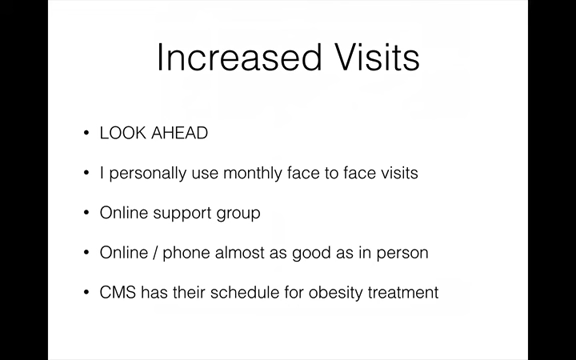 Increased Visits
• LOOK AHEAD
• I personally use monthly face to face visits
• Online support group
• Online / phone almost as good as in person
• CMS has their schedule for obesity treatment